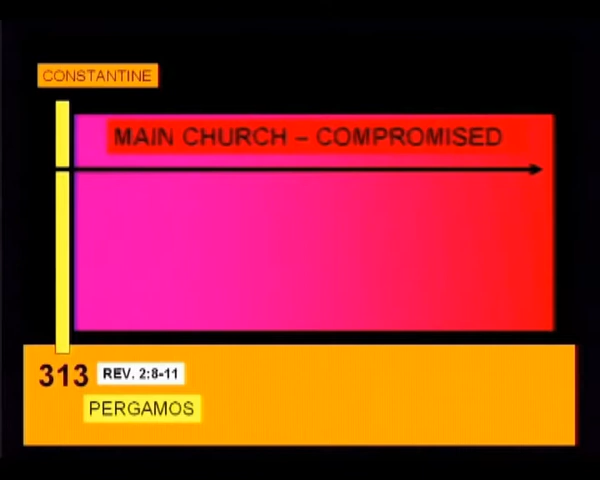 CONSTANTINE
MAIN CHURCH – COMPROMISED
313 REV. 2:8-11
PERGAMOS